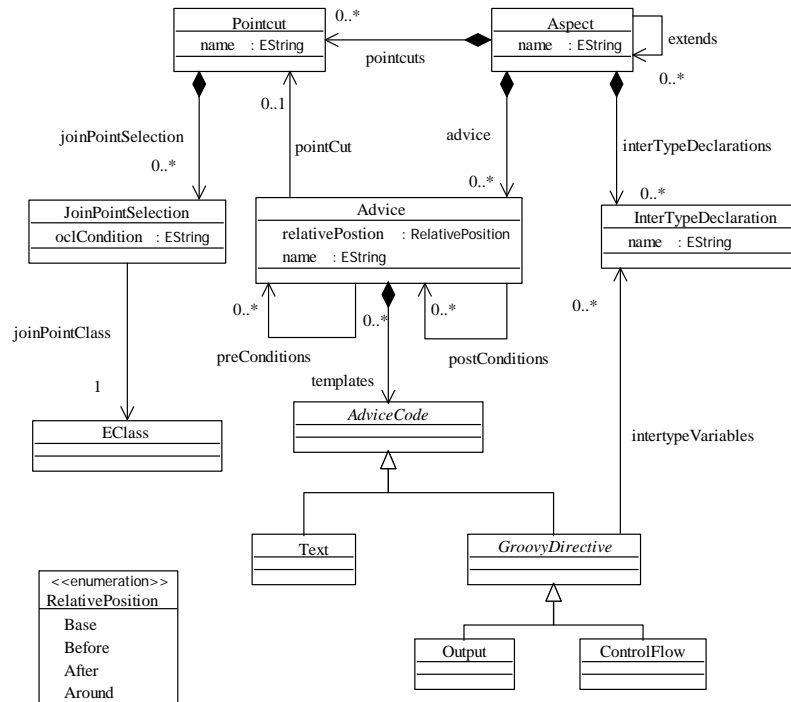 Pointcut
name : EString
0..*
pointcuts
Aspect
name : EString
extends
0..*
joinPointSelection
0..*
0..1
pointCut
advice
0..*
interTypeDeclarations
0..*
JoinPointSelection
oclCondition : EString
Advice
relativePostion : RelativePosition
name : EString
InterTypeDeclaration
name : EString
0..*
0..*
0..*
0..*
preConditions
postConditions
templates
joinPointClass
1
EClass
AdviceCode
intertypeVariables
Text
GroovyDirective
<<enumeration>>
RelativePosition
Base
Before
After
Around
Output
ControlFlow